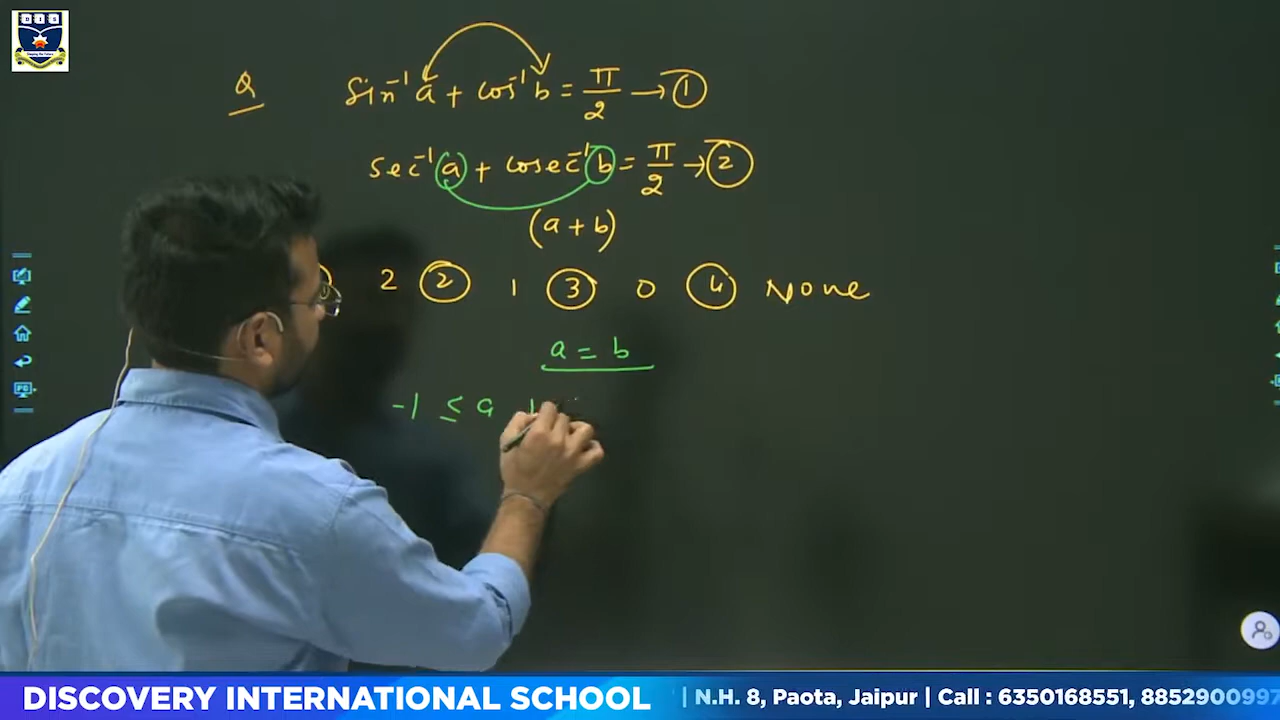 Q sin⁻¹a + cos⁻¹b = π/2 → ①
sec⁻¹a + cosec⁻¹b = π/2 → ②
(a + b)
2 ② 1 ③ 0 ④ None
a = b
-1 ≤ a
DISCOVERY INTERNATIONAL SCHOOL | N.H. 8, Paota, Jaipur | Call : 6350168551, 8852900997